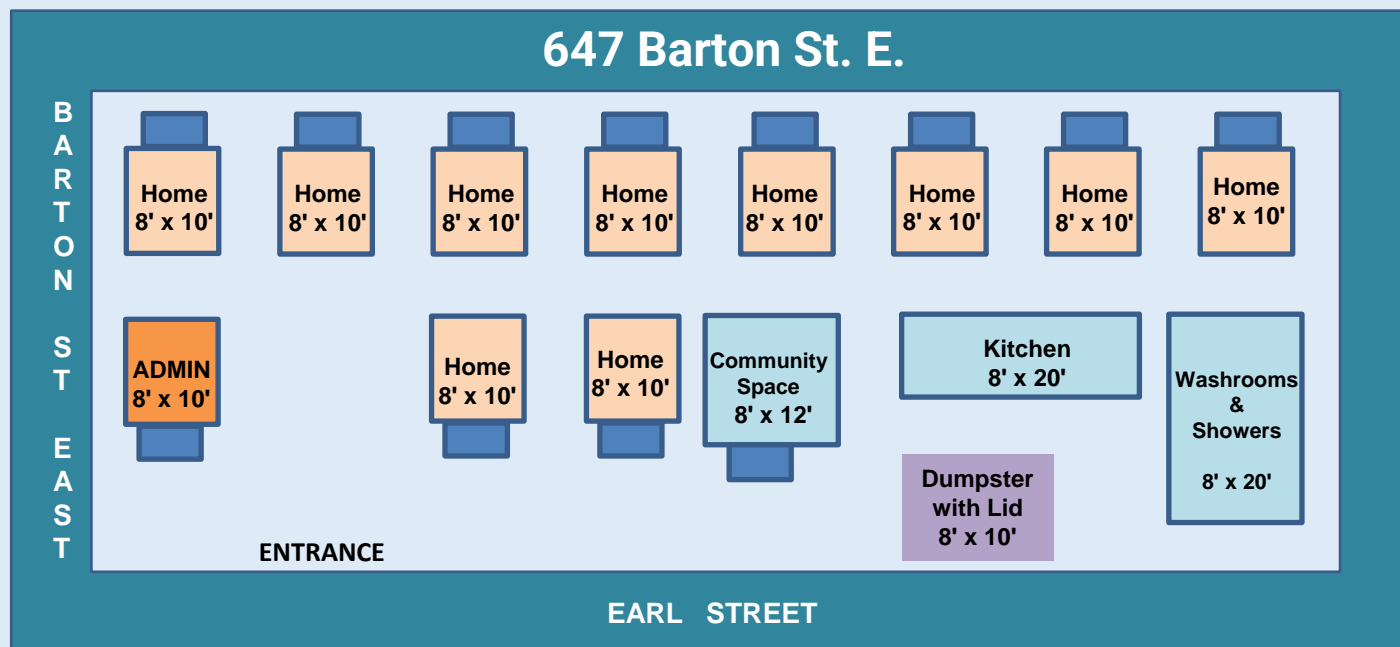 647 Barton St. E.
BARTON ST EAST
Home
8' x 10'
Home
8' x 10'
Home
8' x 10'
Home
8' x 10'
Home
8' x 10'
Home
8' x 10'
Home
8' x 10'
Home
8' x 10'
ADMIN
8' x 10'
Home
8' x 10'
Home
8' x 10'
Community
Space
8' x 12'
Kitchen
8' x 20'
Washrooms
&
Showers
8' x 20'
Dumpster
with Lid
8' x 10'
ENTRANCE
EARL STREET